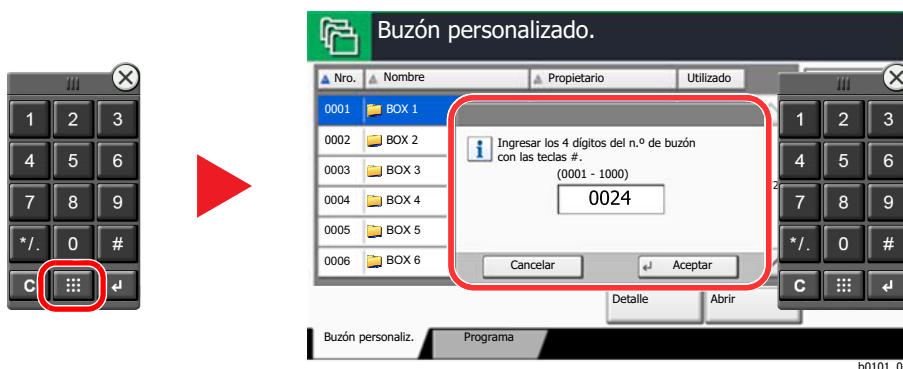 1 2 3
4 5 6
7 8 9
*/. 0 #
C
Buzón personalizado.
Nro. Nombre Propietario Utilizado
0001 BOX 1
0002 BOX 2
0003 BOX 3
0004 BOX 4
0005 BOX 5
0006 BOX 6
Ingresar los 4 dígitos del n.º de buzón
con las teclas #.
(0001 - 1000)
0024
Cancelar Aceptar
1 2 3
4 5 6
7 8 9
*/. 0 #
C
Detalle Abrir
Buzón personaliz. Programa